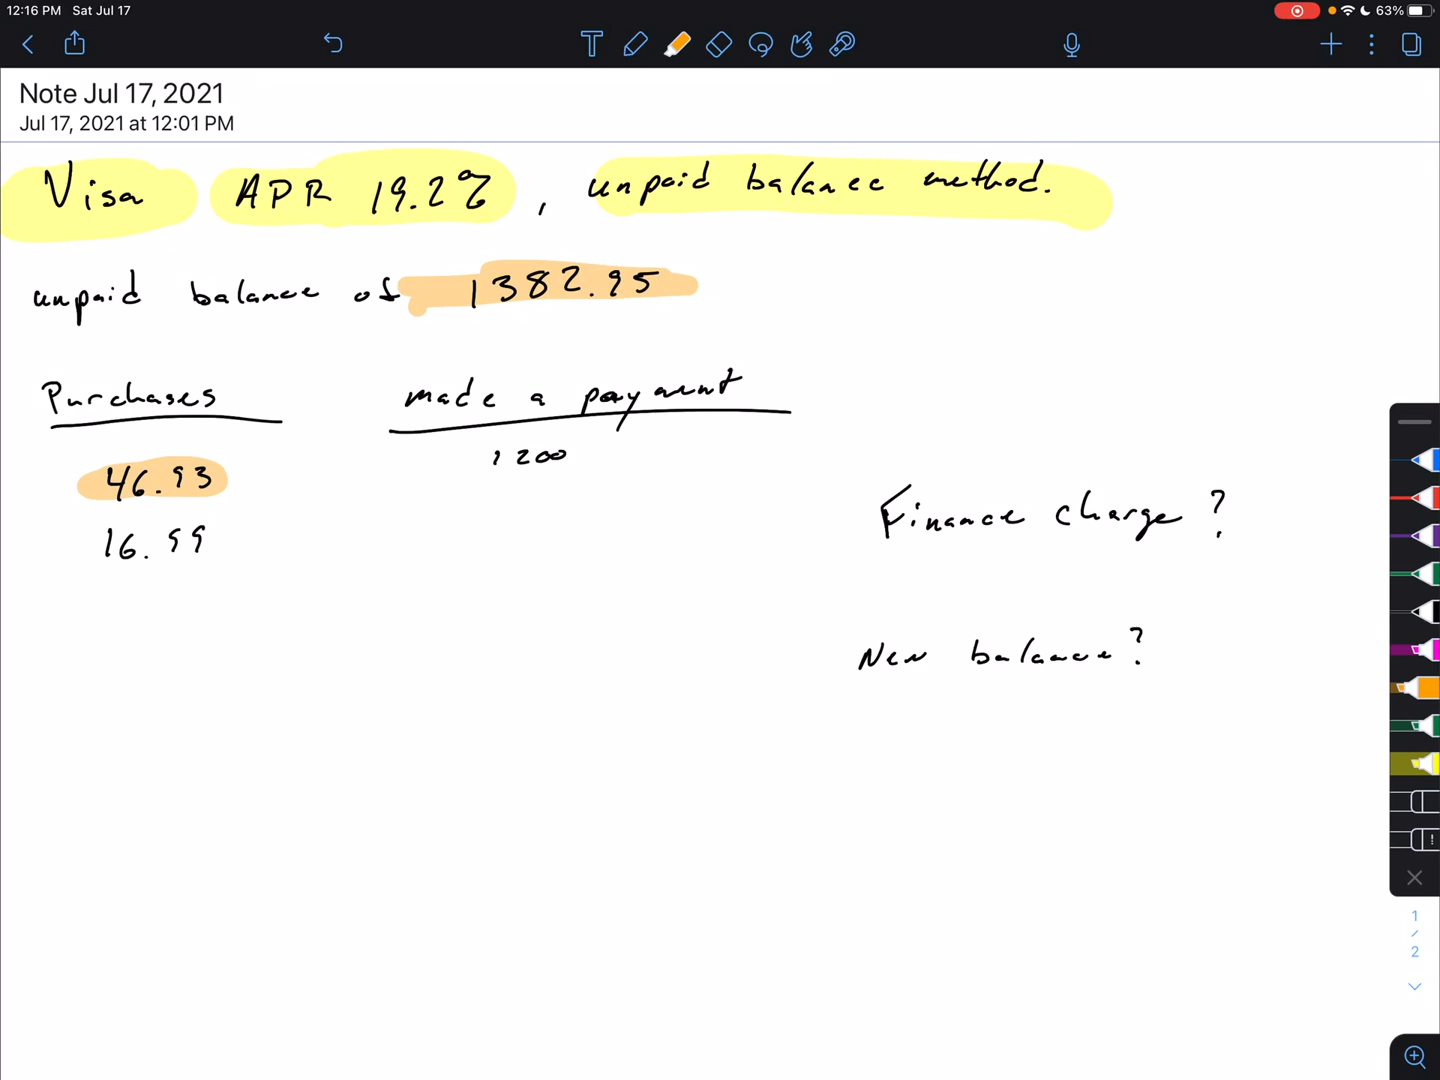 12:16 PM Sat Jul 17
63%
Note Jul 17, 2021
Jul 17, 2021 at 12:01 PM
Visa APR 19.2%, unpaid balance method.
unpaid balance of 1382.95
Purchases made a payment
46.93 1200
16.99
Finance charge?
New balance?
1
/
2